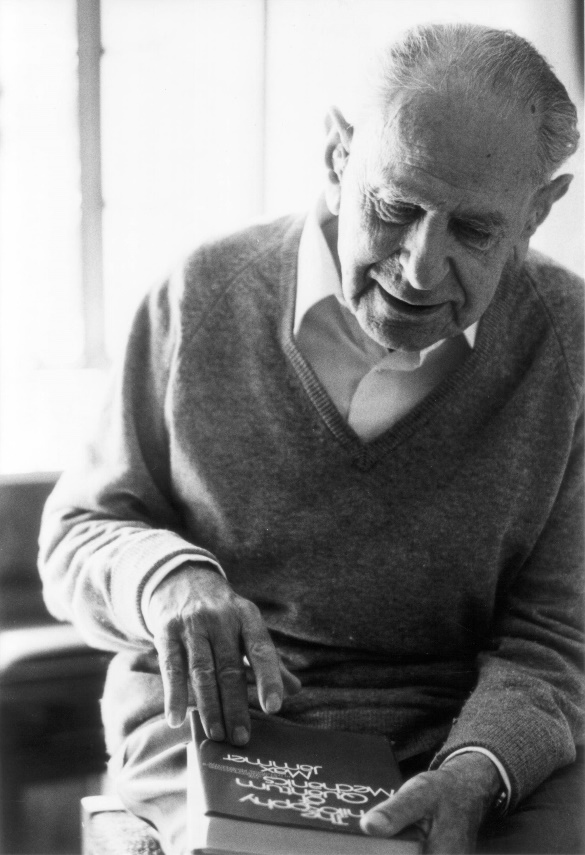 The
Philosophy
of
Quantum
Mechanics
Max
Jammer